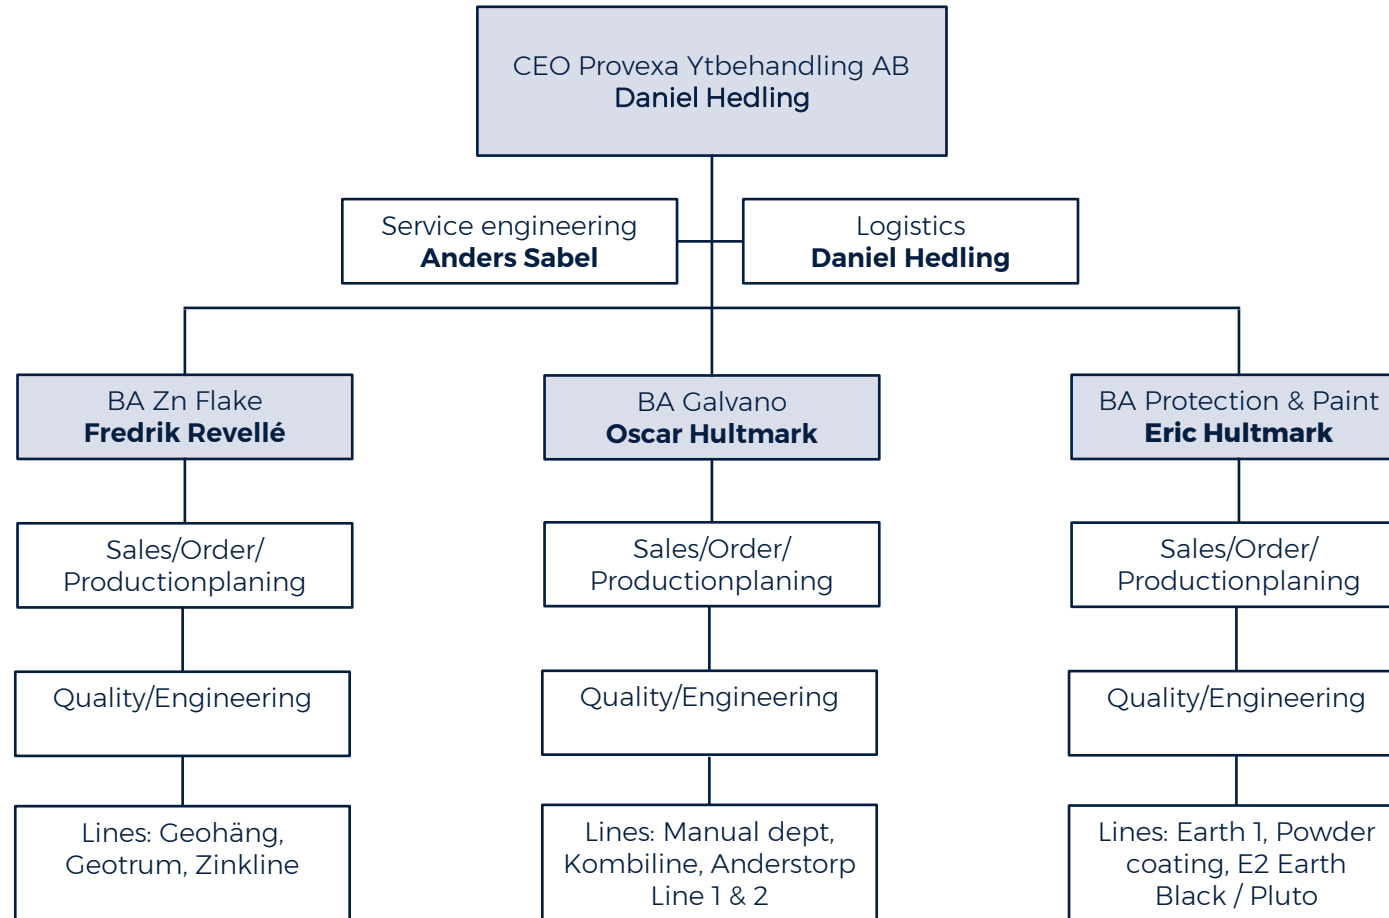 CEO Provexa Ytbehandling AB
Daniel Hedling
Service engineering
Anders Sabel
Logistics
Daniel Hedling
BA Zn Flake
Fredrik Revellé
BA Galvano
Oscar Hultmark
BA Protection & Paint
Eric Hultmark
Sales/Order/
Productionplaning
Sales/Order/
Productionplaning
Sales/Order/
Productionplaning
Quality/Engineering
Quality/Engineering
Quality/Engineering
Lines: Geohäng,
Geotrum, Zinkline
Lines: Manual dept,
Kombiline, Anderstorp
Line 1 & 2
Lines: Earth 1, Powder
coating, E2 Earth
Black / Pluto